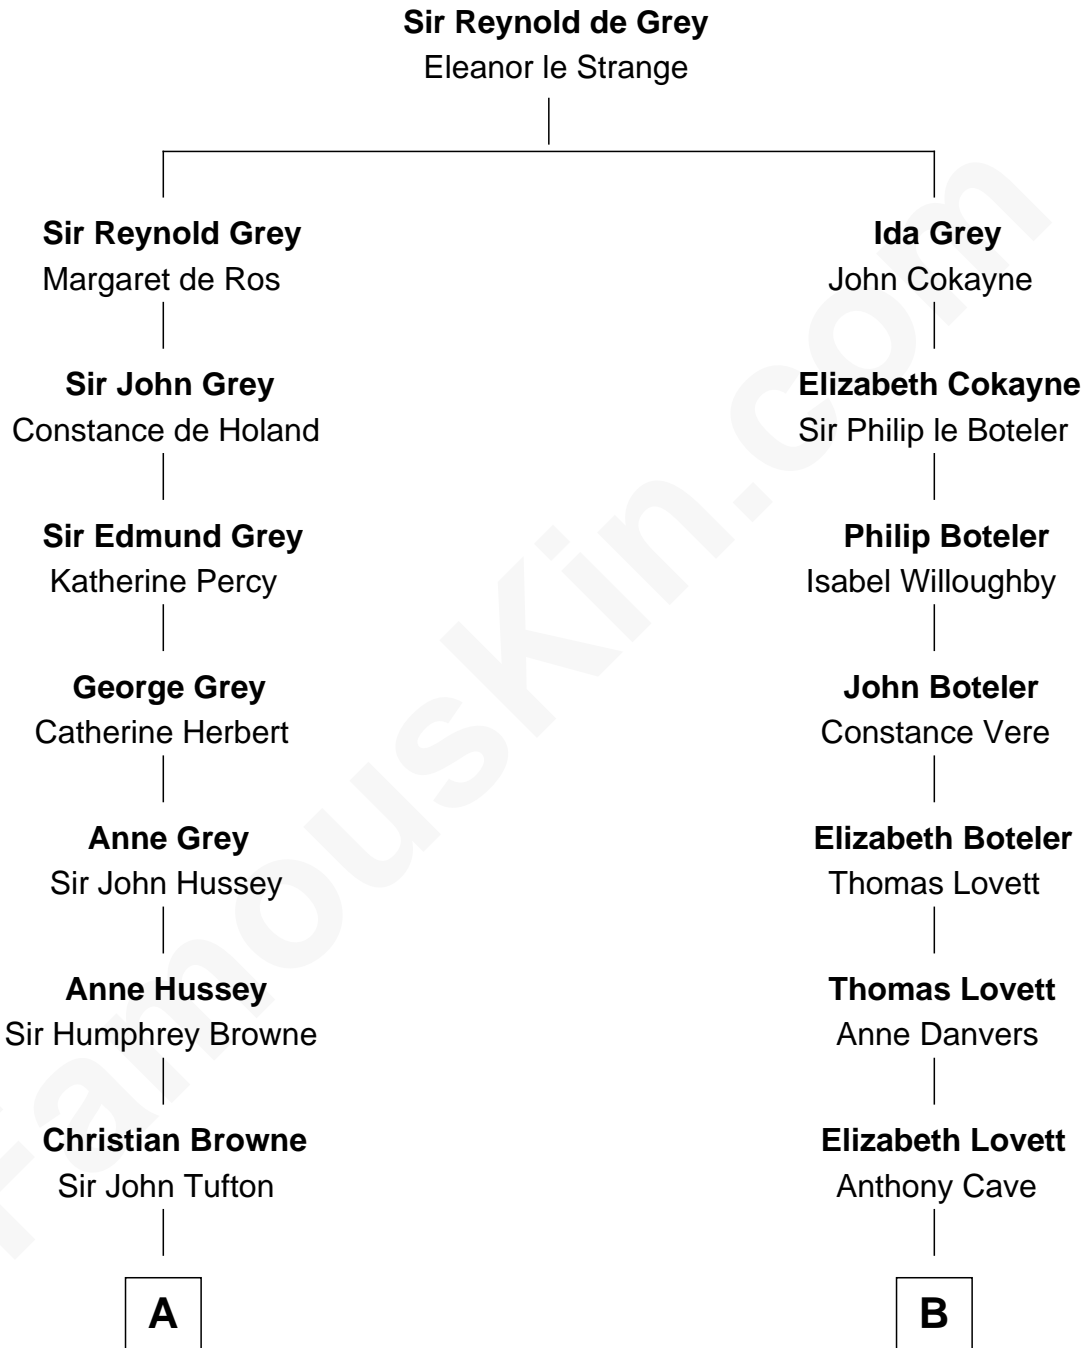 Sir Reynold de Grey
Eleanor le Strange
Sir Reynold Grey
Margaret de Ros
Ida Grey
John Cokayne
Sir John Grey
Constance de Holand
Elizabeth Cokayne
Sir Philip le Boteler
Sir Edmund Grey
Katherine Percy
Philip Boteler
Isabel Willoughby
George Grey
Catherine Herbert
John Boteler
Constance Vere
Anne Grey
Sir John Hussey
Elizabeth Boteler
Thomas Lovett
Anne Hussey
Sir Humphrey Browne
Thomas Lovett
Anne Danvers
Christian Browne
Sir John Tufton
Elizabeth Lovett
Anthony Cave
A
B
FamousKin.com